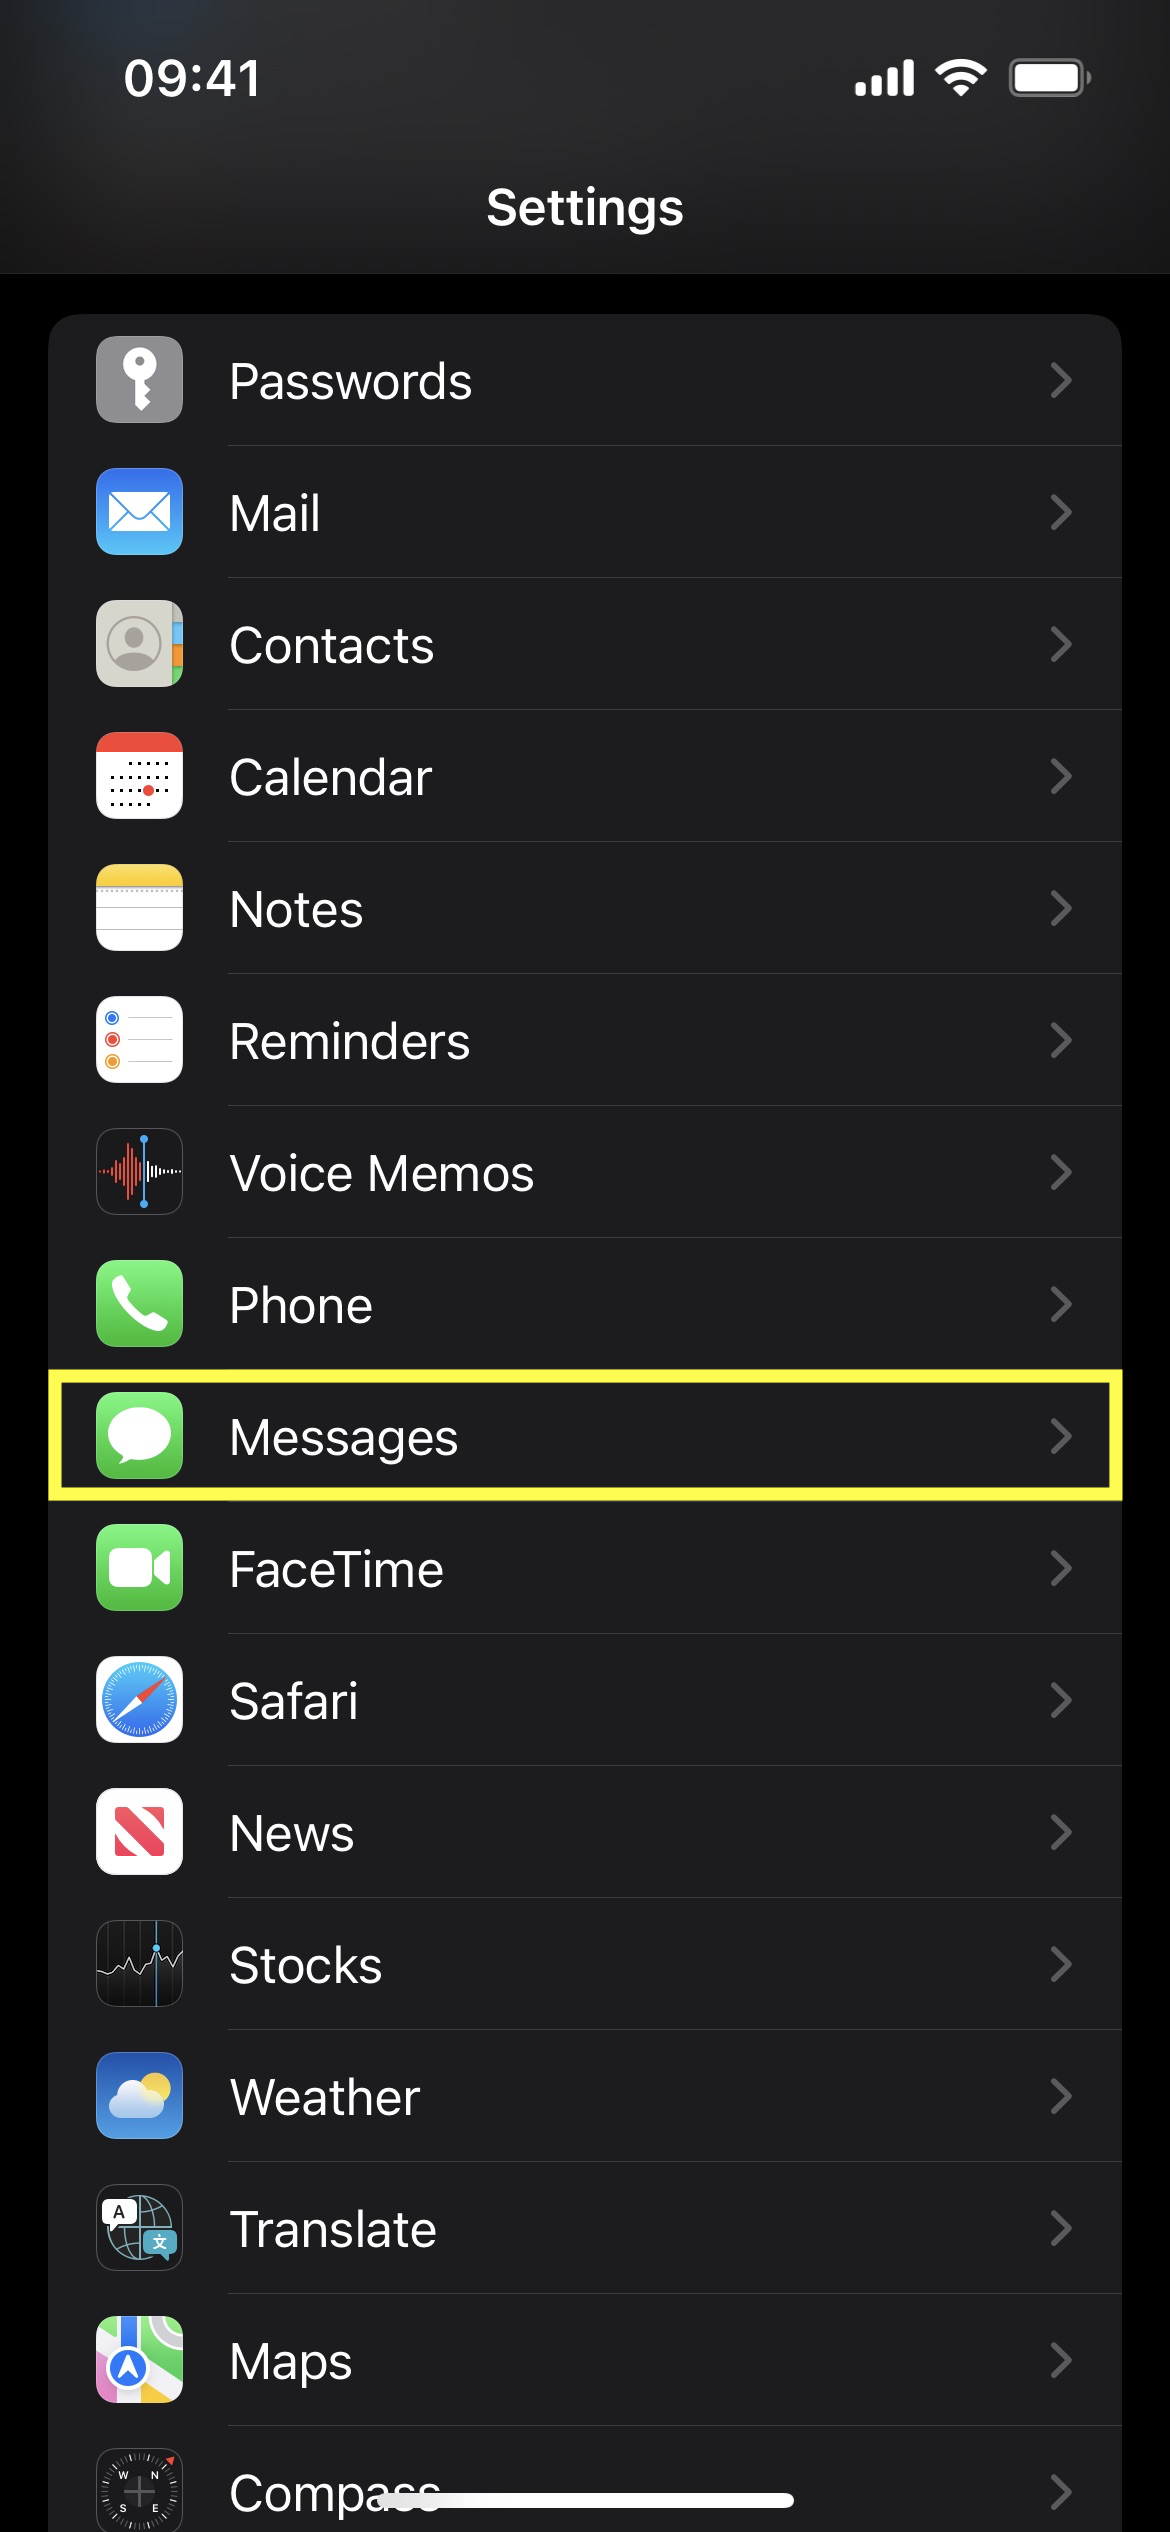 09:41
Settings
Passwords
Mail
Contacts
Calendar
Notes
Reminders
Voice Memos
Phone
Messages
FaceTime
Safari
News
Stocks
Weather
A
文
Translate
Maps
W N
S E
Compass